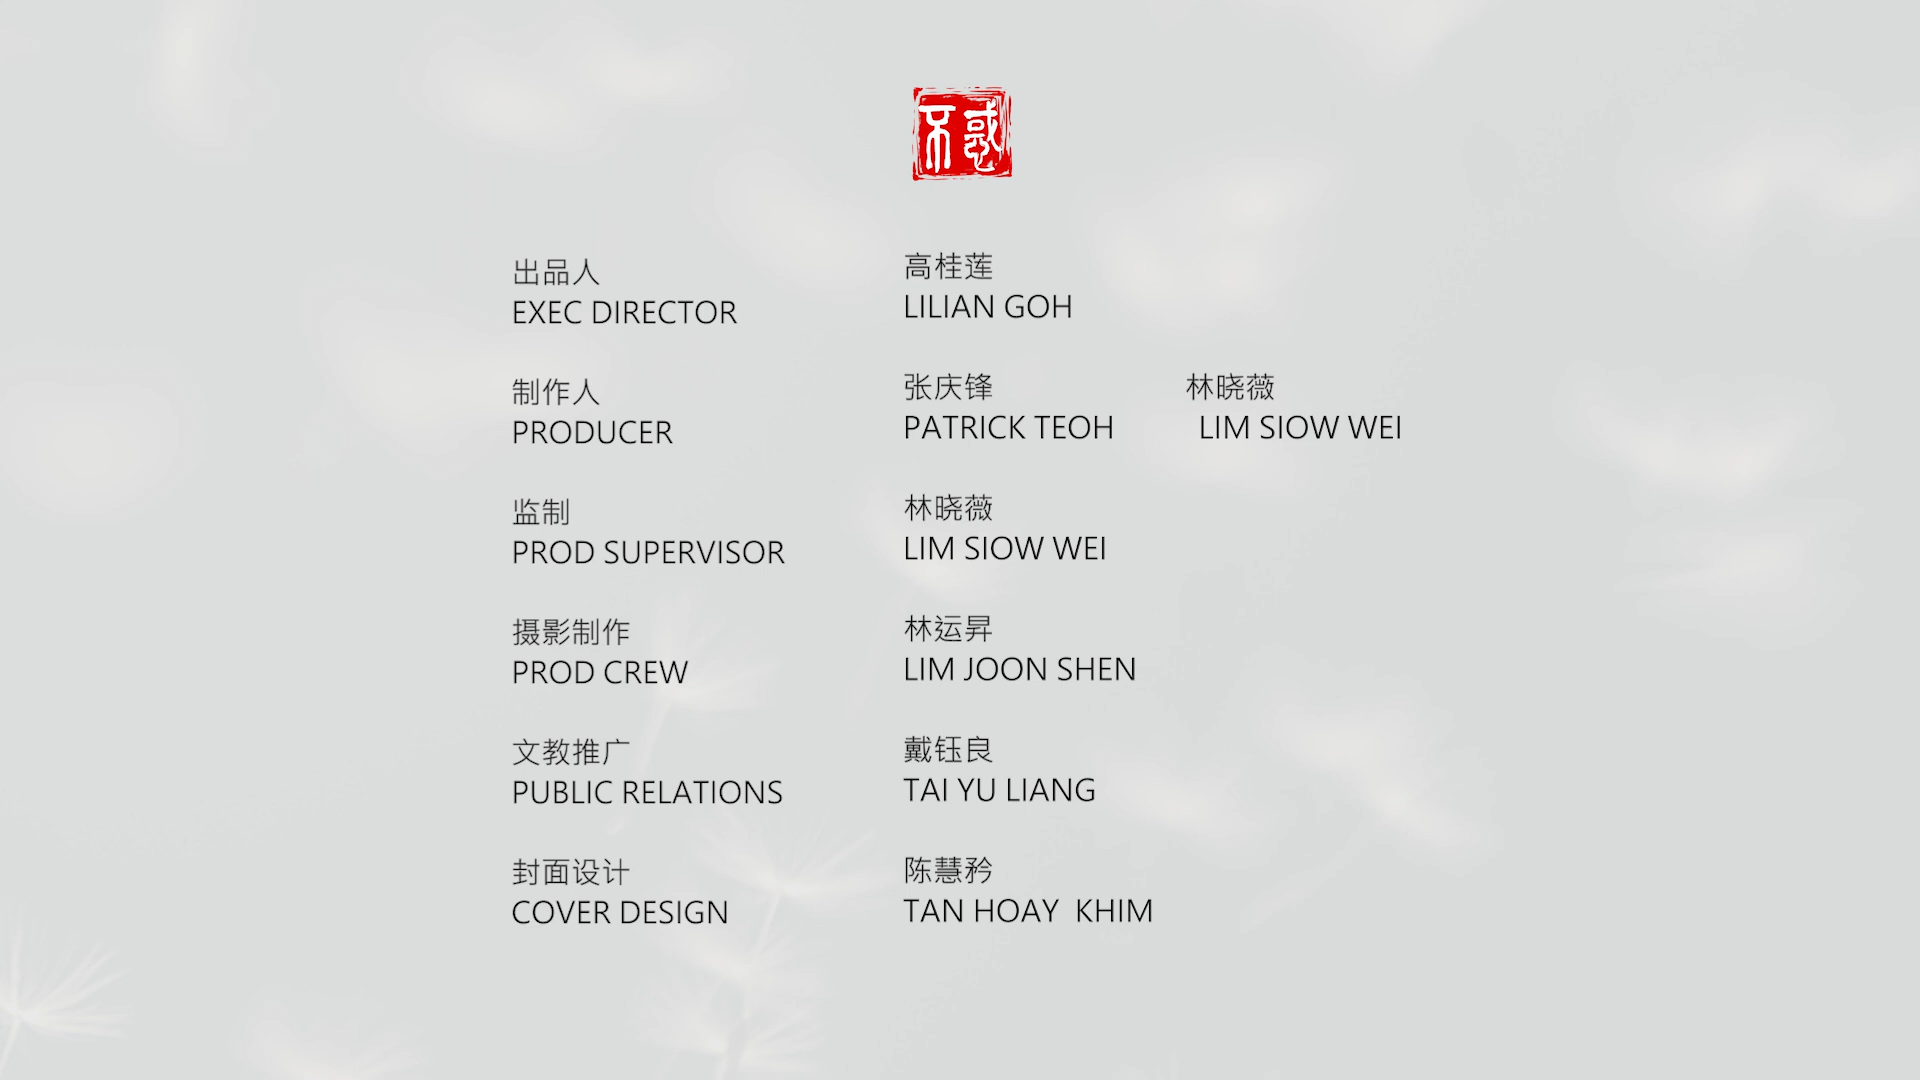 不惑
出品人 高桂莲
EXEC DIRECTOR LILIAN GOH
制作人 张庆锋 林晓薇
PRODUCER PATRICK TEOH LIM SIOW WEI
监制 林晓薇
PROD SUPERVISOR LIM SIOW WEI
摄影制作 林运昇
PROD CREW LIM JOON SHEN
文教推广 戴钰良
PUBLIC RELATIONS TAI YU LIANG
封面设计 陈慧矜
COVER DESIGN TAN HOAY  KHIM